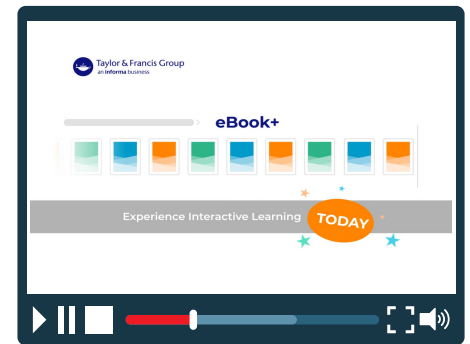 Taylor & Francis Group
an informa business
eBook+
Experience Interactive Learning TODAY